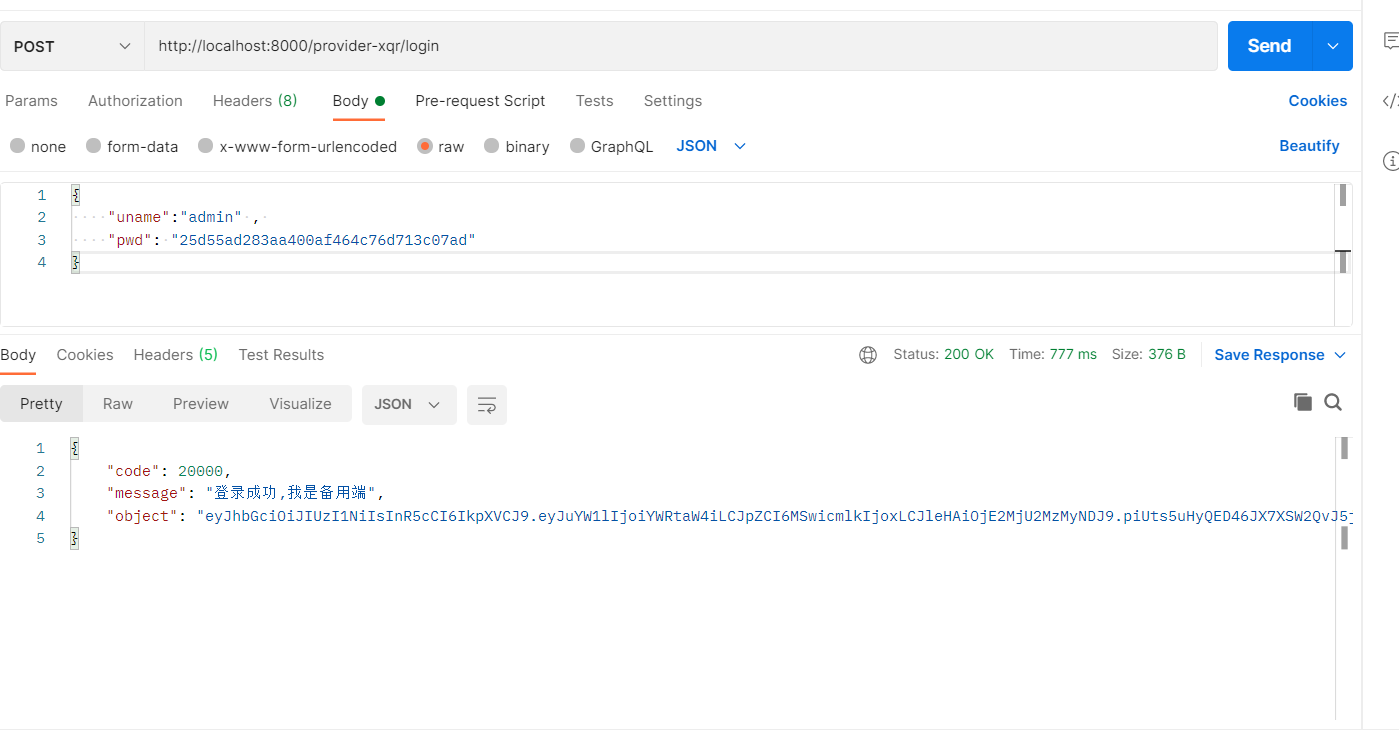 POST http://localhost:8000/provider-xqr/login Send
Params Authorization Headers (8) Body Pre-request Script Tests Settings Cookies
none form-data x-www-form-urlencoded raw binary GraphQL JSON Beautify
1 {
2 "uname":"admin" ,
3 "pwd": "25d55ad283aa400af464c76d713c07ad"
4 }
Body Cookies Headers (5) Test Results Status: 200 OK Time: 777 ms Size: 376 B Save Response
Pretty Raw Preview Visualize JSON
1 {
2 "code": 20000,
3 "message": "登录成功,我是备用端",
4 "object": "eyJhbGciOiJIUzI1NiIsInR5cCI6IkpXVCJ9.eyJuYW1lIjoiYWRtaW4iLCJpZCI6MSwicmlkIjoxLCJleHAiOjE2MjU2MzMyNDJ9.piUts5uHyQED46JX7XSW2QvJ5
5 }